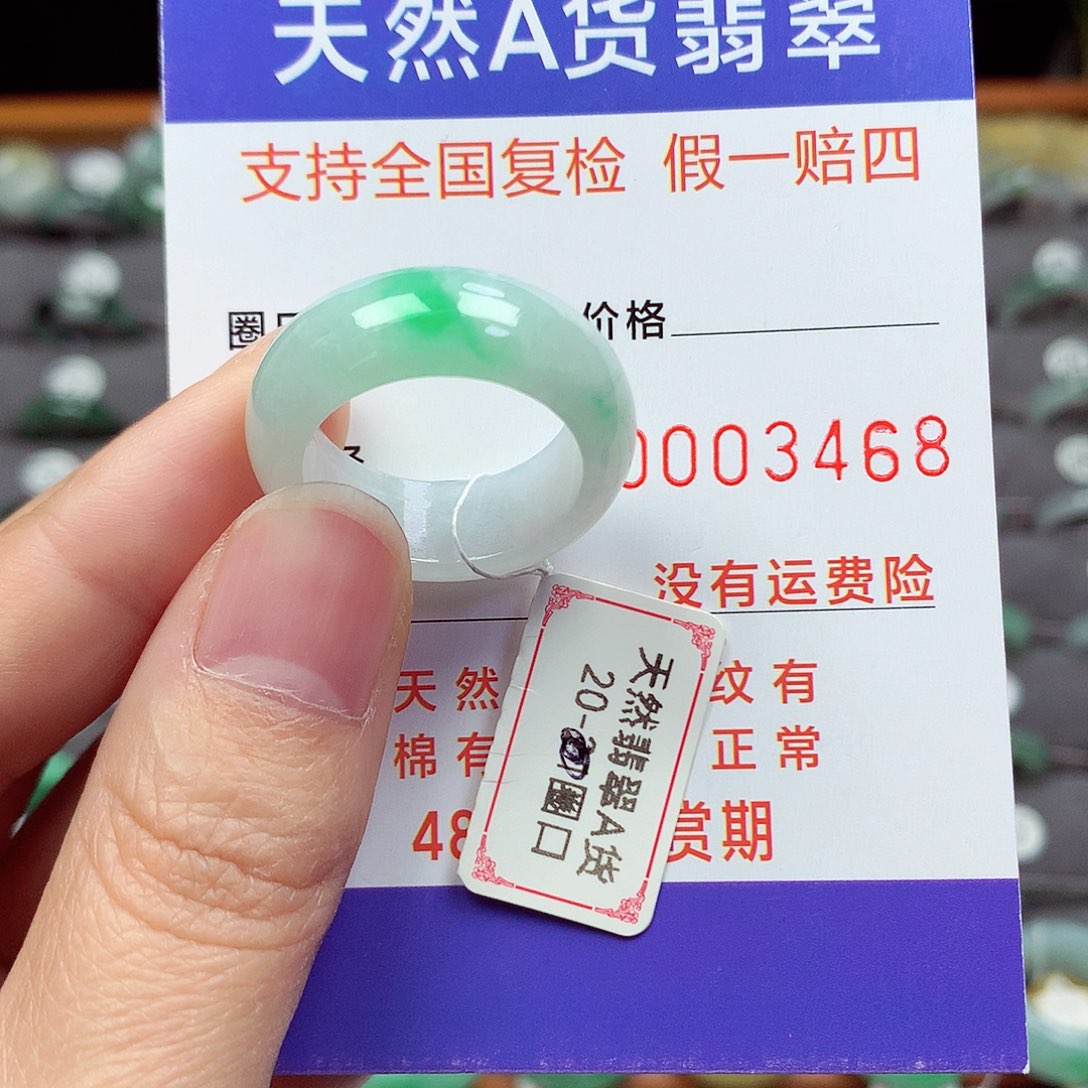 天然A货翡翠
支持全国复检 假一赔四
圈
价格
0003468
没有运费险
天然
纹有
棉有
正常
48
赏期
天然翡翠A货
20-
圈口